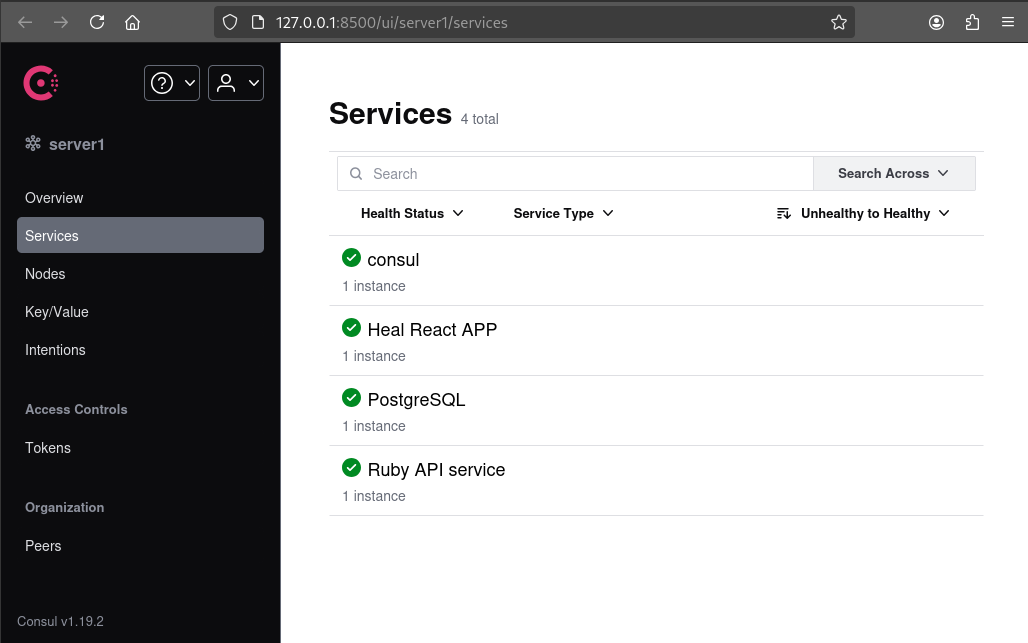 127.0.0.1:8500/ui/server1/services
server1
Overview
Services
Nodes
Key/Value
Intentions
Access Controls
Tokens
Organization
Peers
Consul v1.19.2
Services 4 total
Search Search Across
Health Status Service Type Unhealthy to Healthy
consul
1 instance
Heal React APP
1 instance
PostgreSQL
1 instance
Ruby API service
1 instance